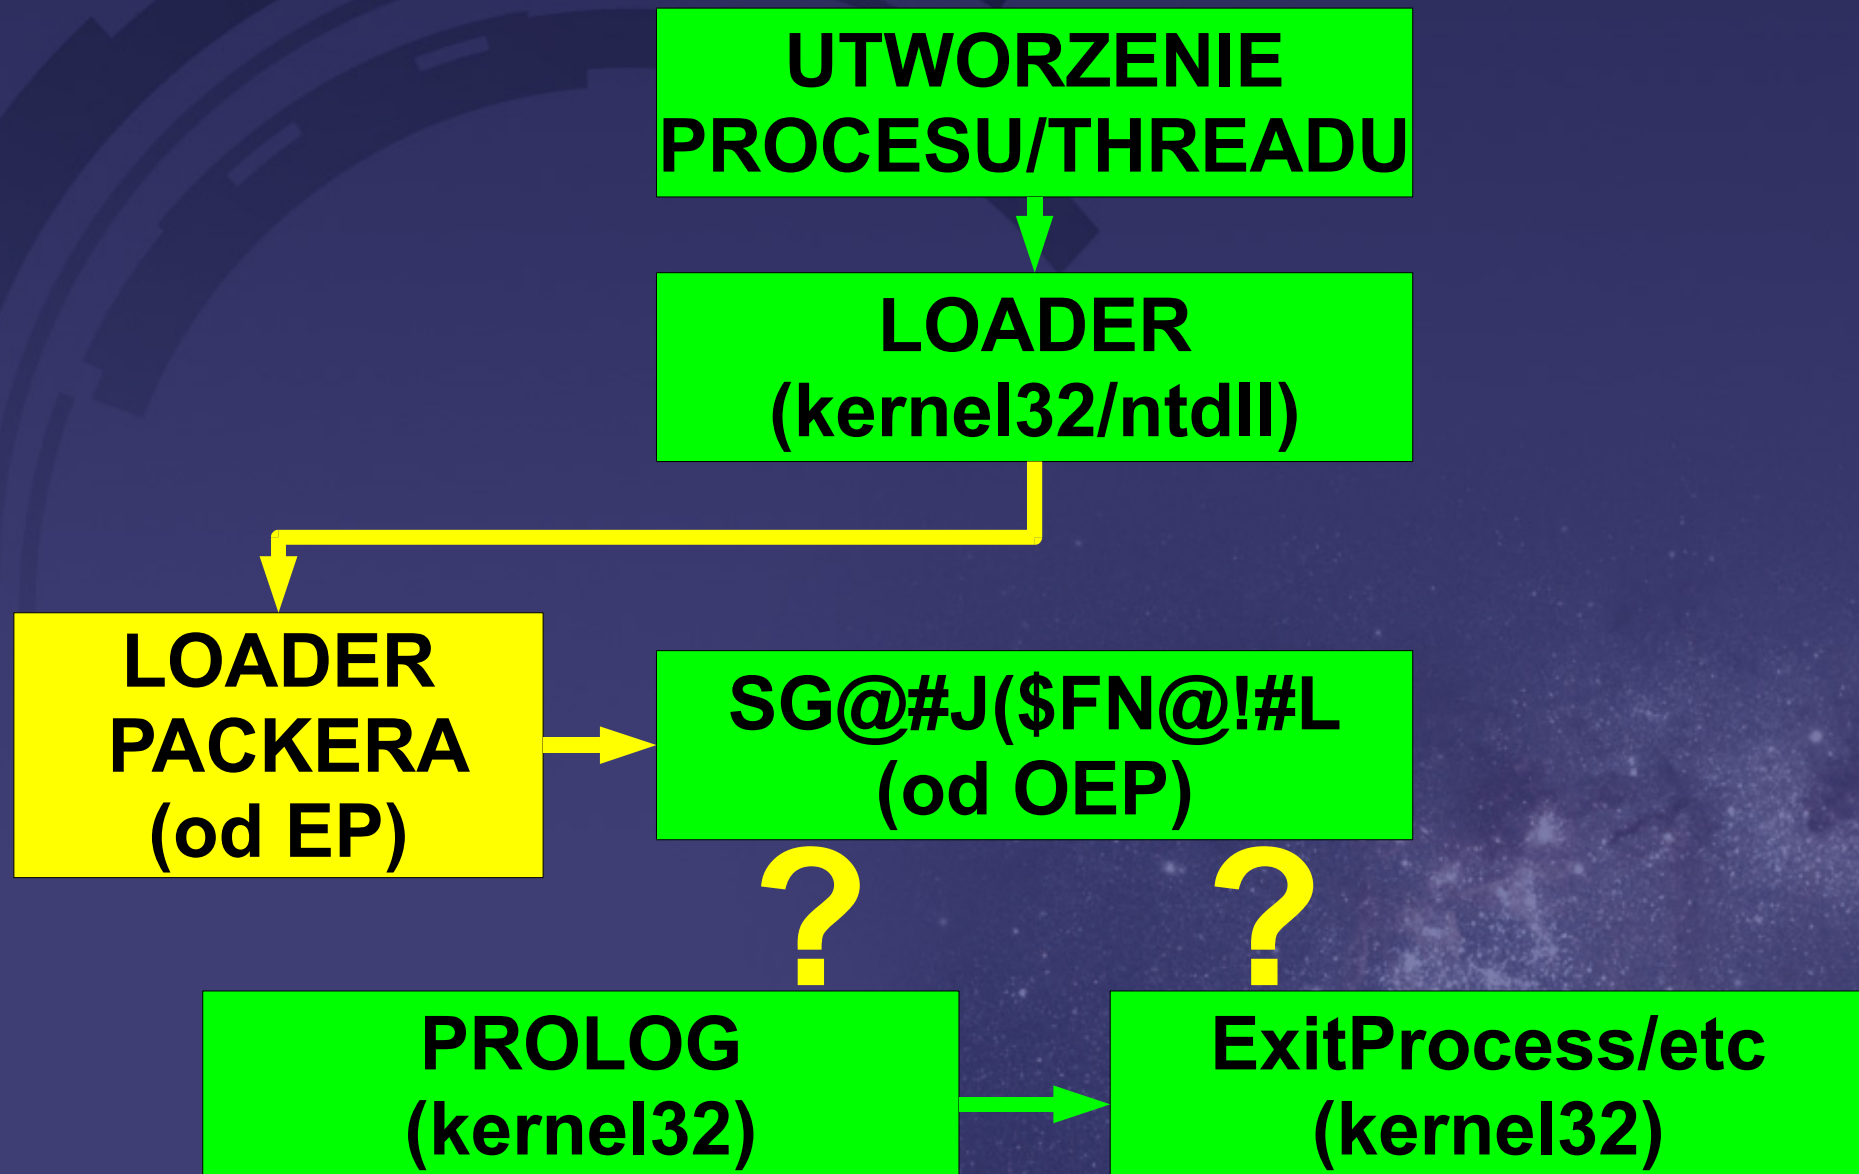 UTWORZENIE
PROCESU/THREADU
LOADER
(kernel32/ntdll)
LOADER
PACKERA
(od EP)
SG@#J($FN@!#L
(od OEP)
?
?
PROLOG
(kernel32)
ExitProcess/etc
(kernel32)